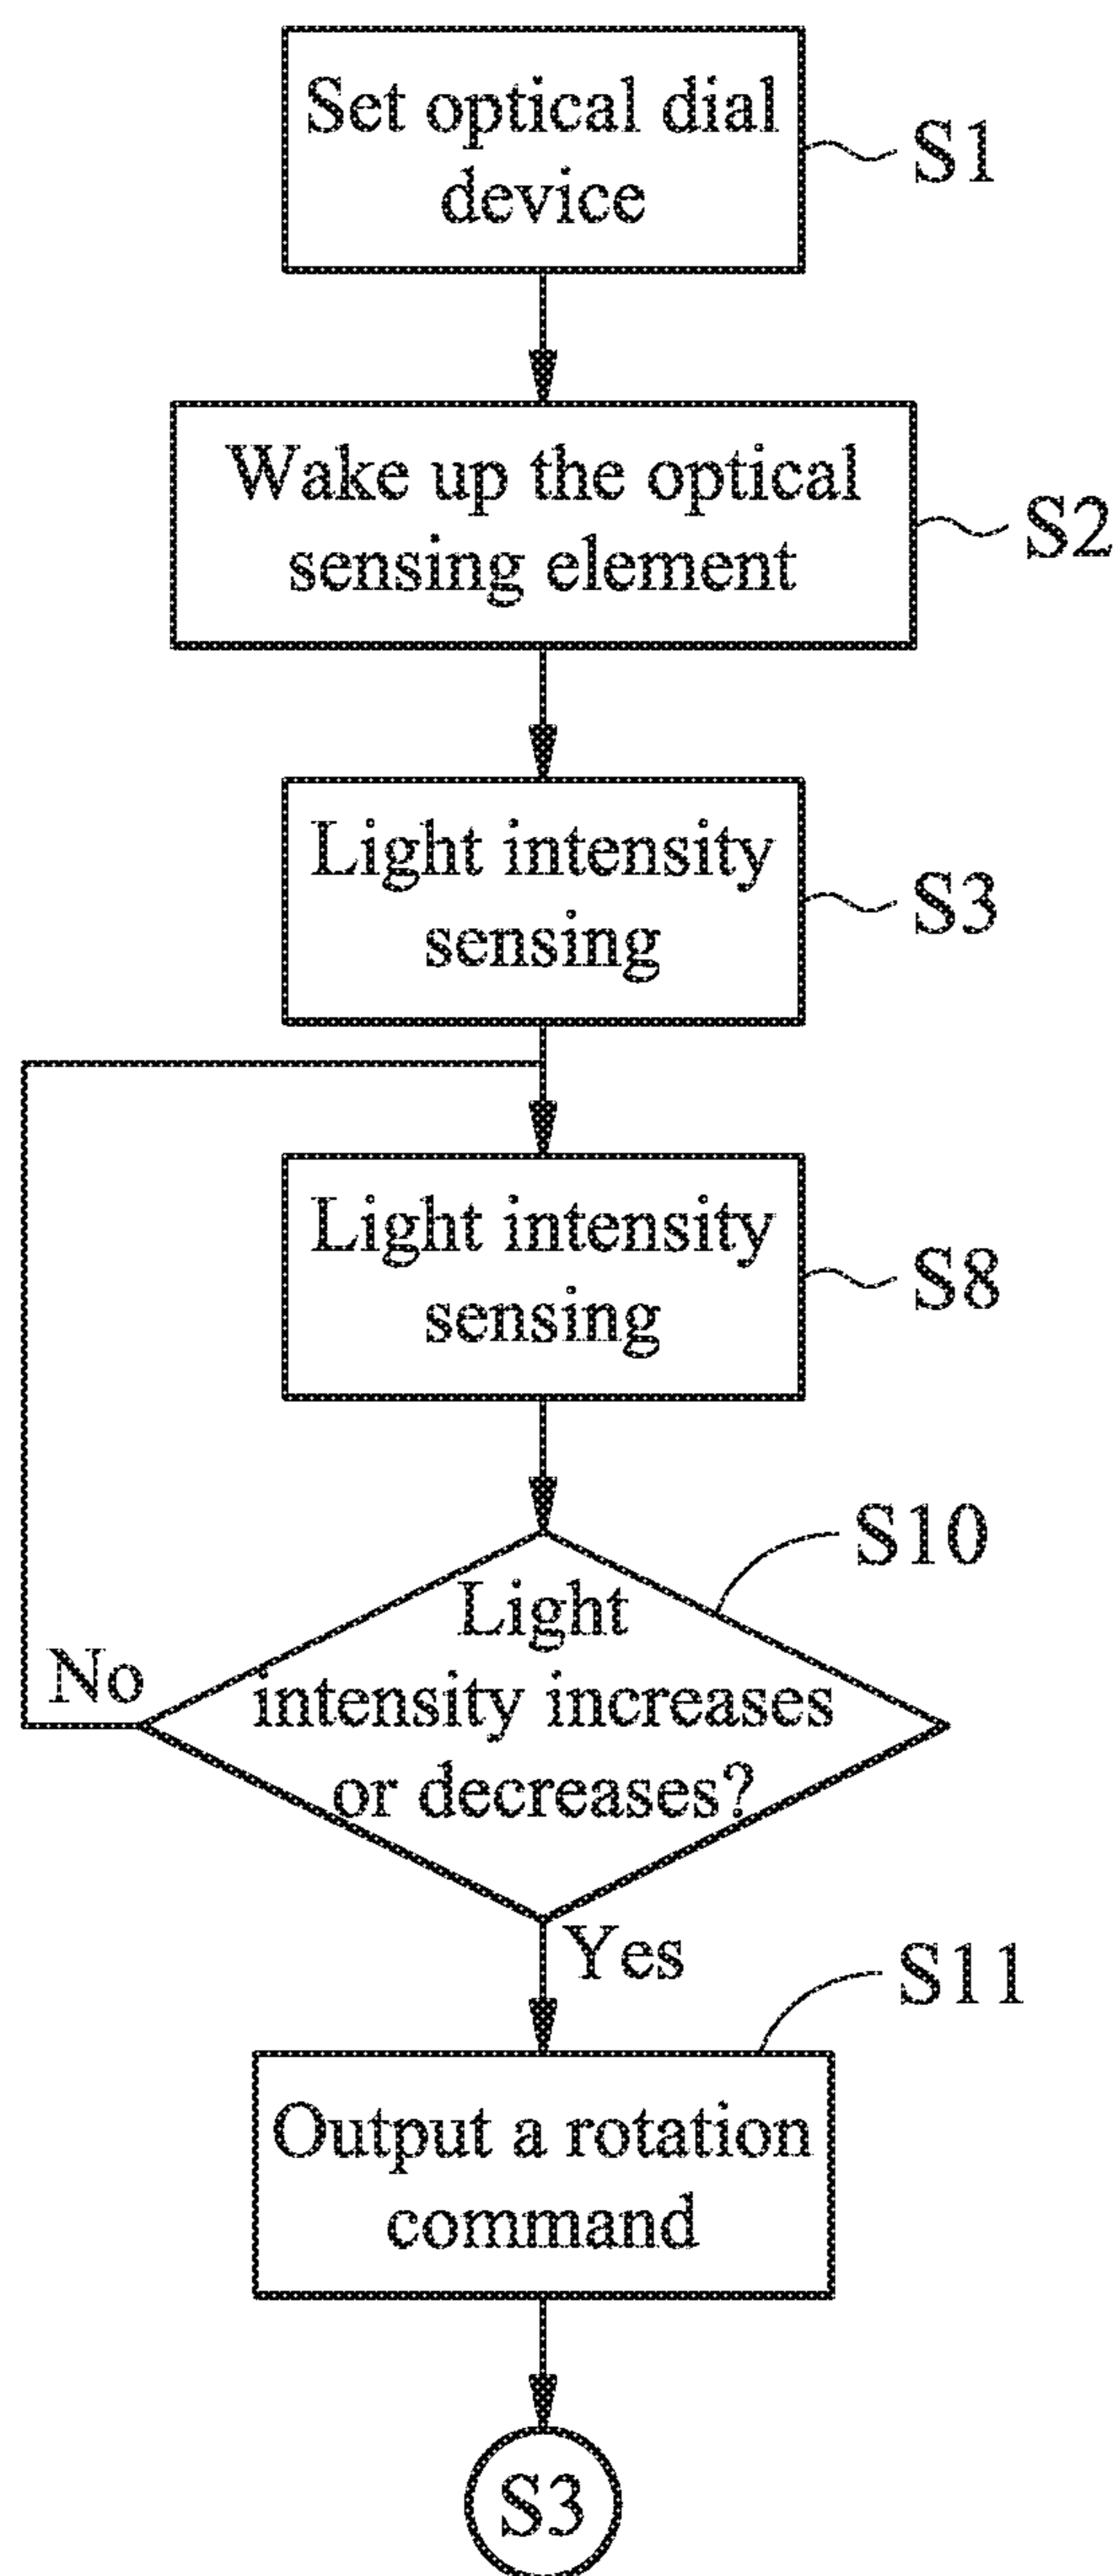 Set optical dial
device
S1
Wake up the optical
sensing element
S2
Light intensity
sensing
S3
Light intensity
sensing
S8
S10
Light
intensity increases
or decreases?
No
Yes
S11
Output a rotation
command
S3